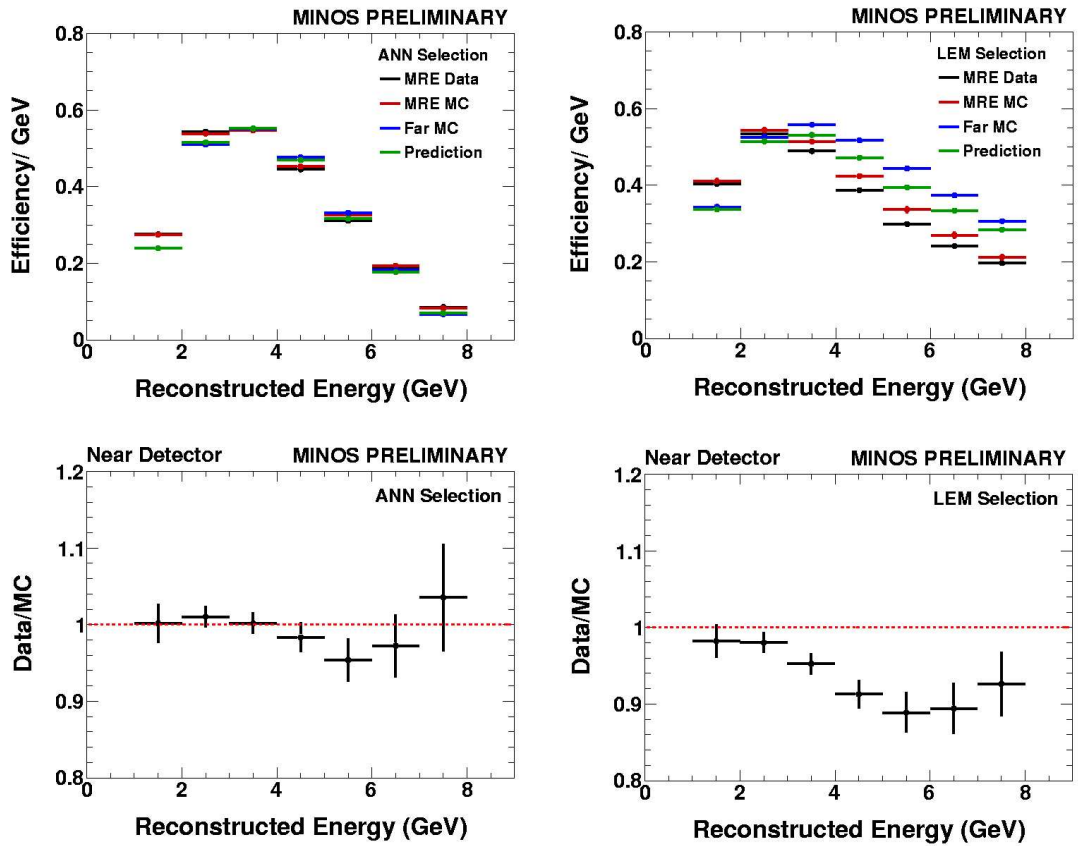 MINOS PRELIMINARY
Efficiency/ GeV
0.8
0.6
0.4
0.2
0.0
ANN Selection
MRE Data
MRE MC
Far MC
Prediction
0 2 4 6 8
Reconstructed Energy (GeV)
MINOS PRELIMINARY
Efficiency/ GeV
0.8
0.6
0.4
0.2
0.0
LEM Selection
MRE Data
MRE MC
Far MC
Prediction
0 2 4 6 8
Reconstructed Energy (GeV)
Near Detector MINOS PRELIMINARY
Data/MC
1.2
1.1
1
0.9
0.8
ANN Selection
0 2 4 6 8
Reconstructed Energy (GeV)
Near Detector MINOS PRELIMINARY
Data/MC
1.2
1.1
1
0.9
0.8
LEM Selection
0 2 4 6 8
Reconstructed Energy (GeV)